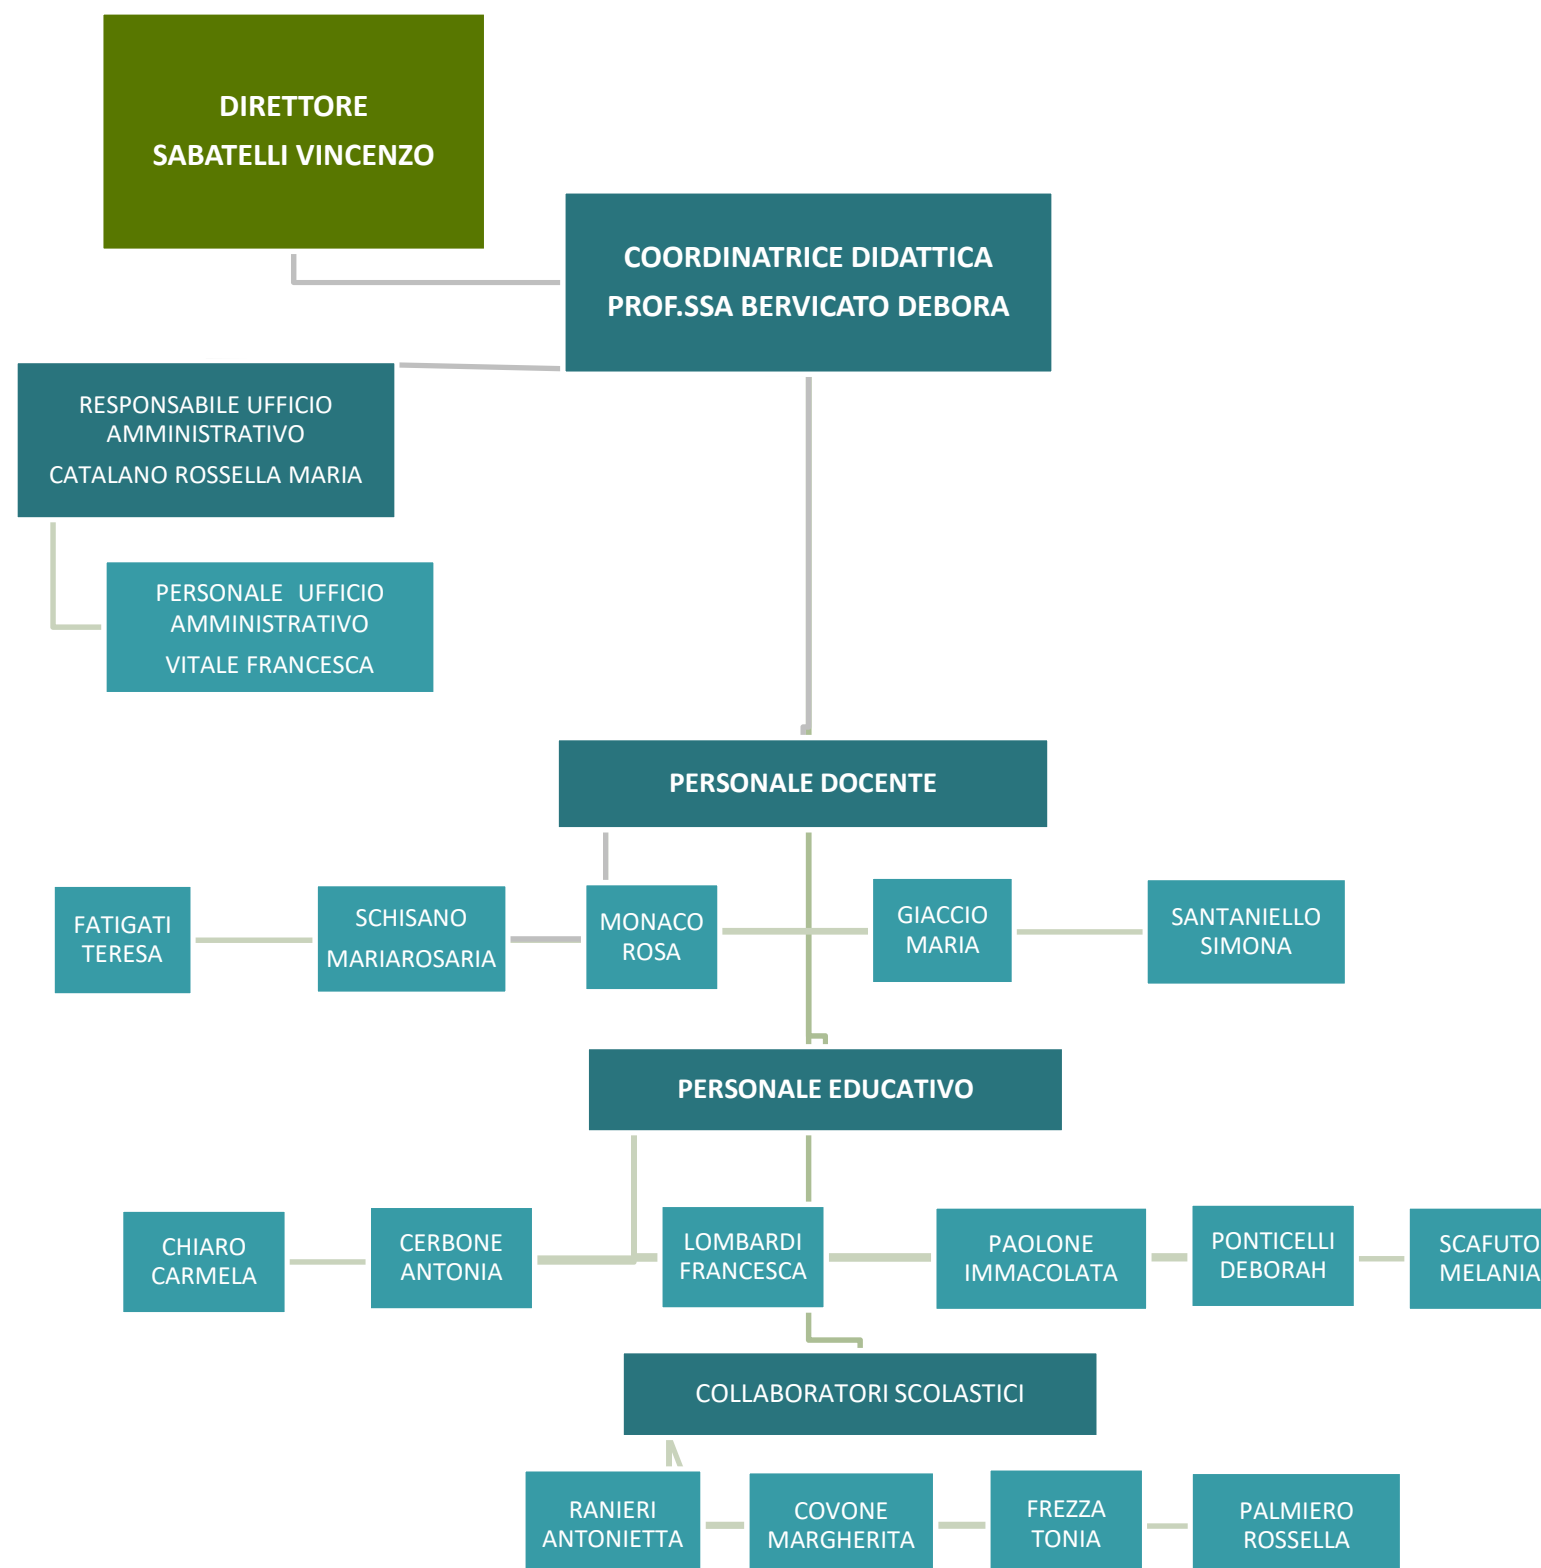 DIRETTORE
SABATELLI VINCENZO
COORDINATRICE DIDATTICA
PROF.SSA BERVICATO DEBORA
RESPONSABILE UFFICIO
AMMINISTRATIVO
CATALANO ROSSELLA MARIA
PERSONALE UFFICIO
AMMINISTRATIVO
VITALE FRANCESCA
PERSONALE DOCENTE
FATIGATI
TERESA
SCHISANO
MARIAROSARIA
MONACO
ROSA
GIACCIO
MARIA
SANTANIELLO
SIMONA
PERSONALE EDUCATIVO
CHIARO
CARMELA
CERBONE
ANTONIA
LOMBARDI
FRANCESCA
PAOLONE
IMMACOLATA
PONTICELLI
DEBORAH
SCAFUTO
MELANIA
COLLABORATORI SCOLASTICI
RANIERI
ANTONIETTA
COVONE
MARGHERITA
FREZZA
TONIA
PALMIERO
ROSSELLA